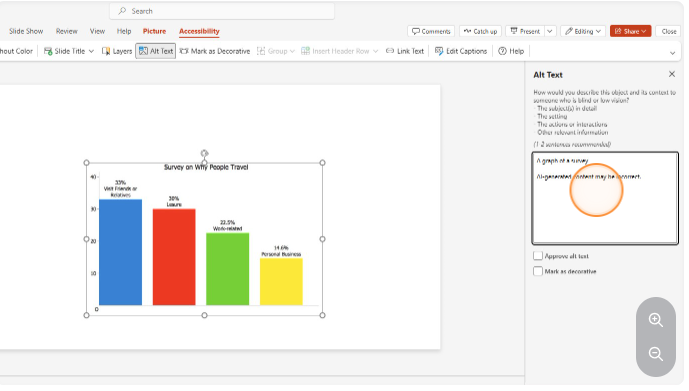 Search
Slide Show Review View Help Picture Accessibility Comments Catch up Present Editing Share Close
hout Color Slide Title Layers Alt Text Mark as Decorative Group Insert Header Row Link Text Edit Captions Help
Alt Text
How would you describe this object and its context to
someone who is blind or low vision?
- The subject(s) in detail
- The setting
- The actions or interactions
- Other relevant information
(1-2 sentences recommended)
A graph of a survey
AI-generated content may be incorrect.
Approve alt text
Mark as decorative
Survey on Why People Travel
40
30
20
10
0
33%
Visit Friends or
Relatives
30%
Leisure
22.5%
Work-related
14.6%
Personal Business